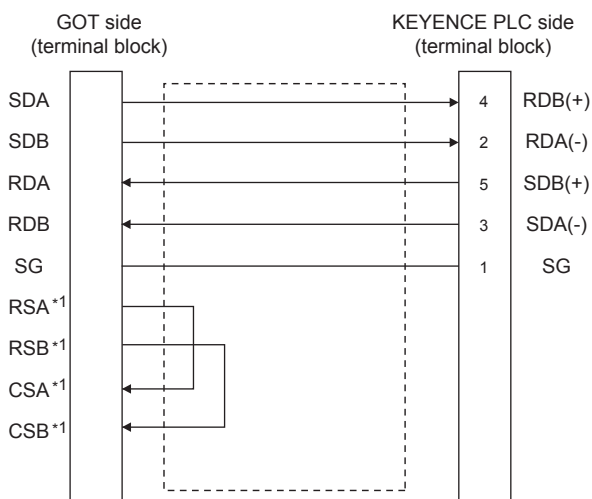 GOT side
(terminal block)
KEYENCE PLC side
(terminal block)
SDA 4 RDB(+)
SDB 2 RDA(-)
RDA 5 SDB(+)
RDB 3 SDA(-)
SG 1 SG
RSA*1
RSB*1
CSA*1
CSB*1